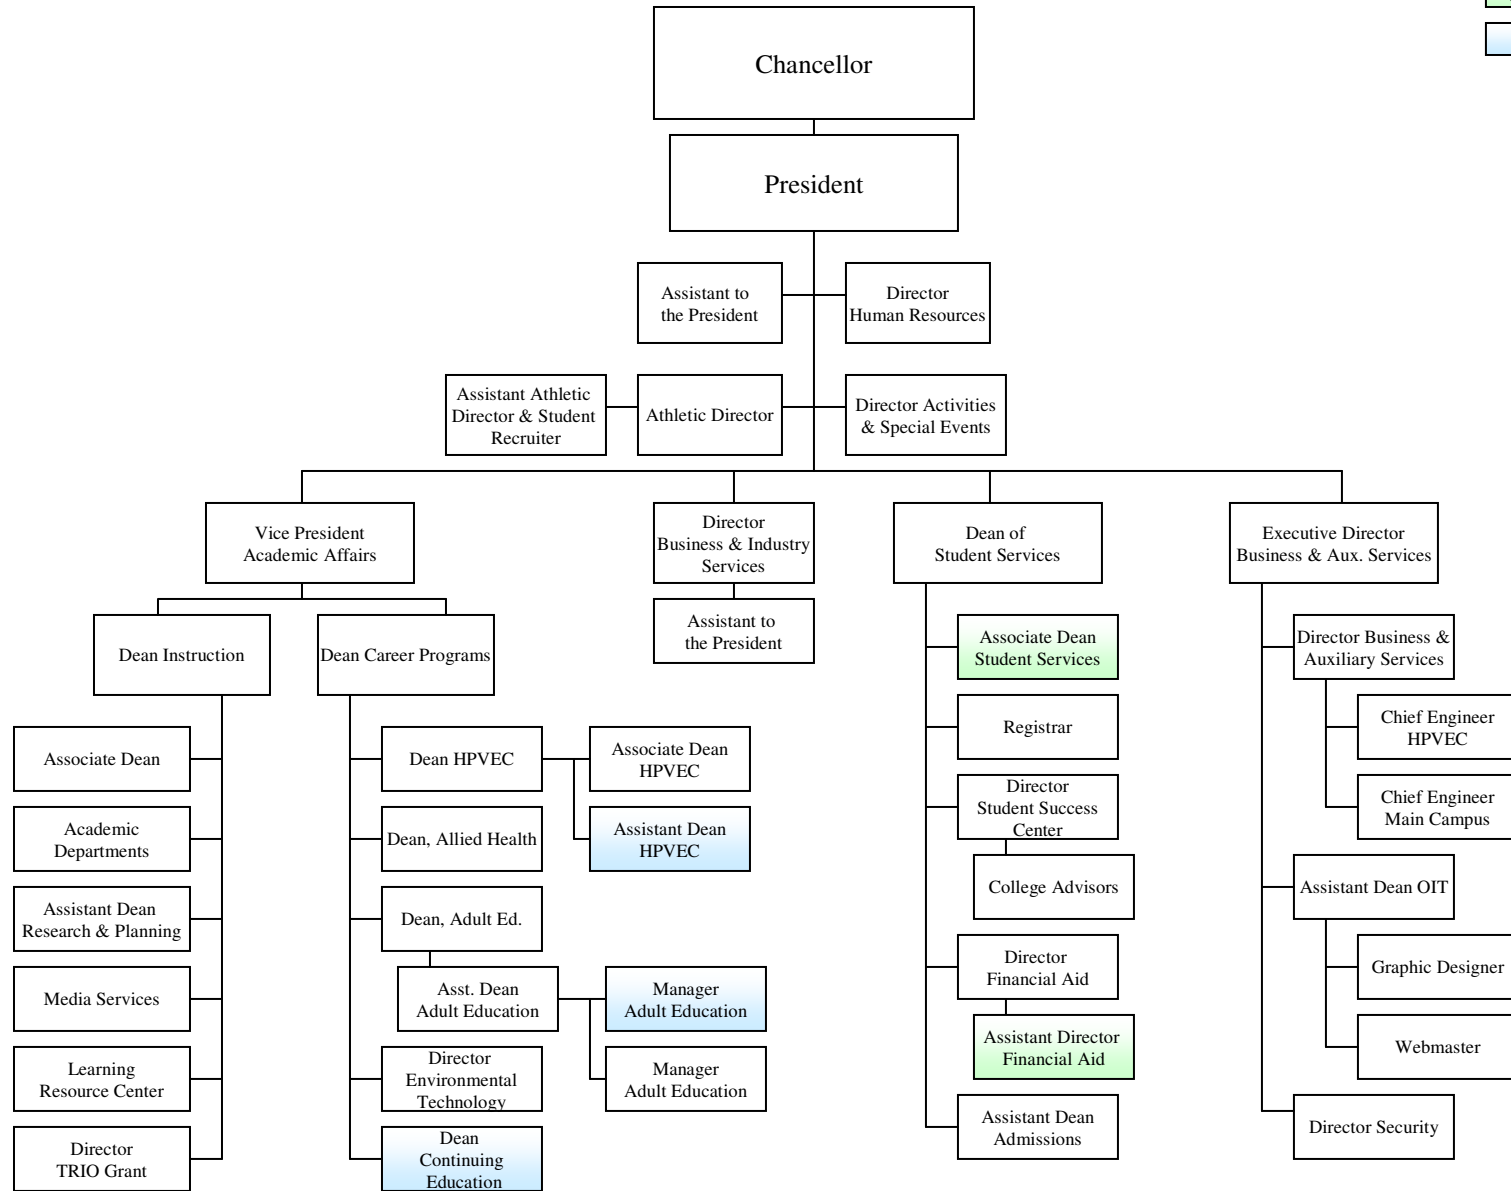 Chancellor
President
Assistant to
the President
Director
Human Resources
Assistant Athletic
Director & Student
Recruiter
Athletic Director
Director Activities
& Special Events
Vice President
Academic Affairs
Director
Business & Industry
Services
Dean of
Student Services
Executive Director
Business & Aux. Services
Assistant to
the President
Dean Instruction
Dean Career Programs
Associate Dean
Academic
Departments
Assistant Dean
Research & Planning
Media Services
Learning
Resource Center
Director
TRIO Grant
Dean HPVEC
Associate Dean
HPVEC
Assistant Dean
HPVEC
Dean, Allied Health
Dean, Adult Ed.
Asst. Dean
Adult Education
Manager
Adult Education
Manager
Adult Education
Director
Environmental
Technology
Dean
Continuing
Education
Associate Dean
Student Services
Registrar
Director
Student Success
Center
College Advisors
Director
Financial Aid
Assistant Director
Financial Aid
Assistant Dean
Admissions
Director Business &
Auxiliary Services
Chief Engineer
HPVEC
Chief Engineer
Main Campus
Assistant Dean OIT
Graphic Designer
Webmaster
Director Security